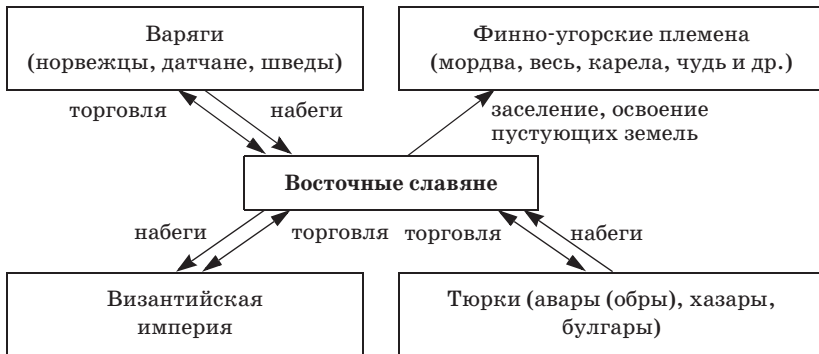 Варяги
(норвежцы, датчане, шведы)
Финно-угорские племена
(мордва, весь, карела, чудь и др.)
торговля
набеги
заселение, освоение
пустующих земель
Восточные славяне
набеги
торговля
торговля
набеги
Византийская
империя
Тюрки (авары (обры), хазары,
булгары)